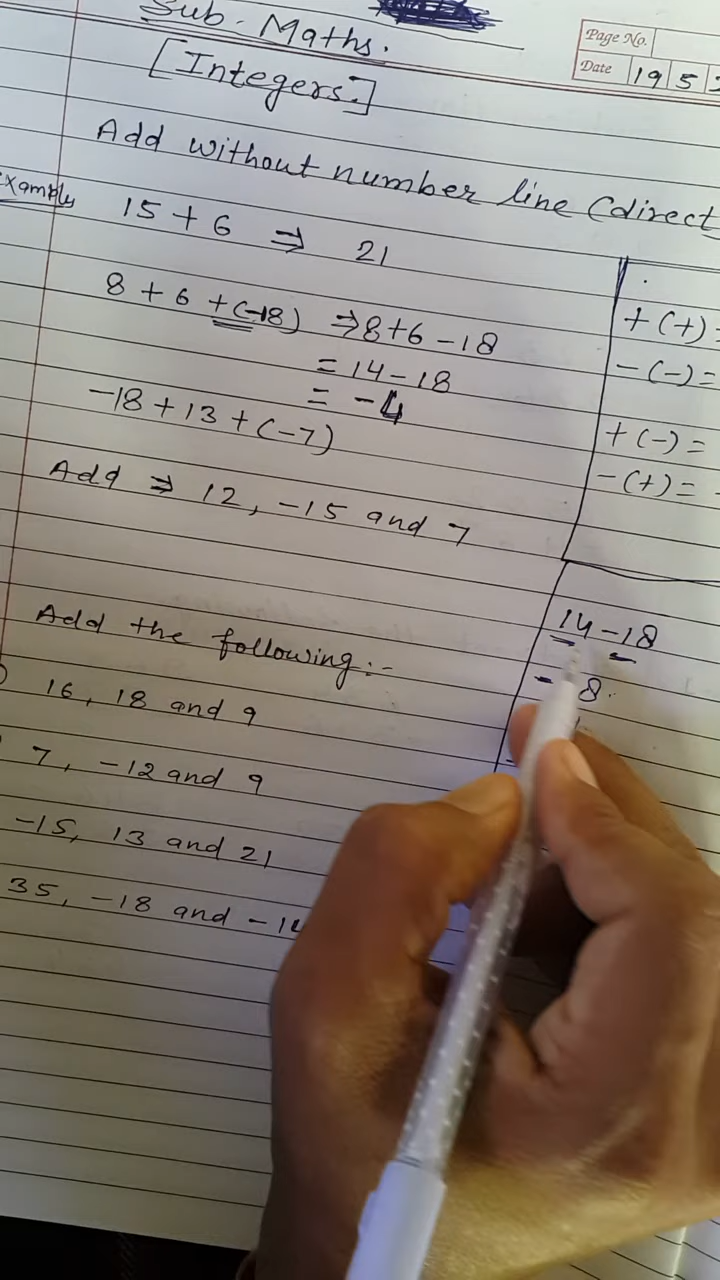 Sub. Maths.
Page No.
Date 19 5
[Integers.]
Add without number line (direct
Example 15 + 6 ⇒ 21
8 + 6 + (-18) ⇒ 8+6-18
= 14-18
= -4
-18 + 13 + (-7)
Add ⇒ 12, -15 and 7
+ (+) =
- (-) =
+ (-) =
- (+) =
14-18
- 8
Add the following:-
16, 18 and 9
7, -12 and 9
-15, 13 and 21
35, -18 and -